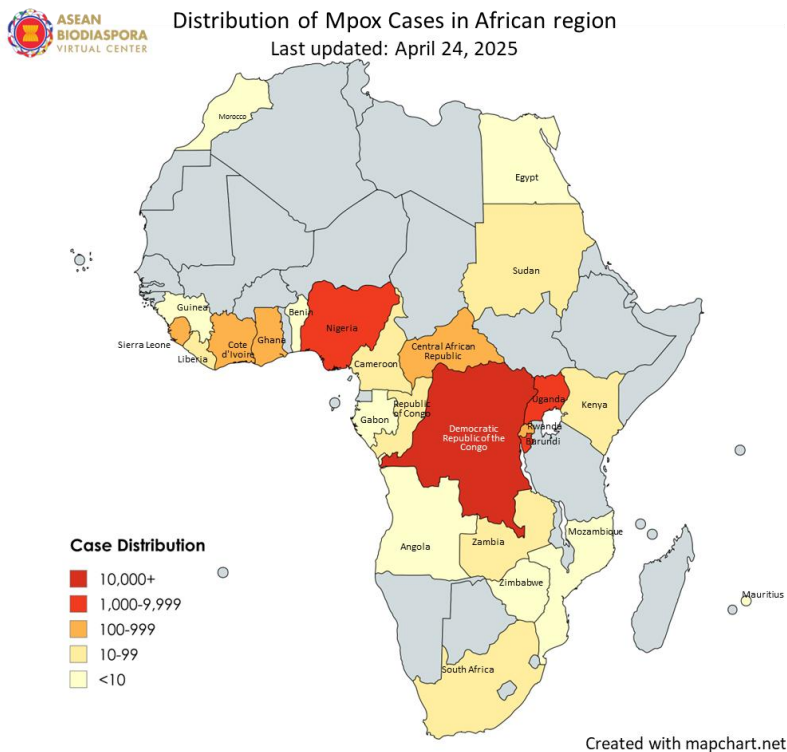 ASEAN
BIODIASPORA
VIRTUAL CENTER
Distribution of Mpox Cases in African region
Last updated: April 24, 2025
Morocco
Egypt
Sudan
Guinea
Benin
Nigeria
Sierra Leone
Liberia
Cote
d'Ivoire
Ghana
Central African
Republic
Cameroon
Uganda
Kenya
Republic
of Congo
Gabon
Rwanda
Burundi
Democratic
Republic of the
Congo
Angola
Zambia
Mozambique
Zimbabwe
Mauritius
South Africa
Case Distribution
10,000+
1,000-9,999
100-999
10-99
<10
Created with mapchart.net